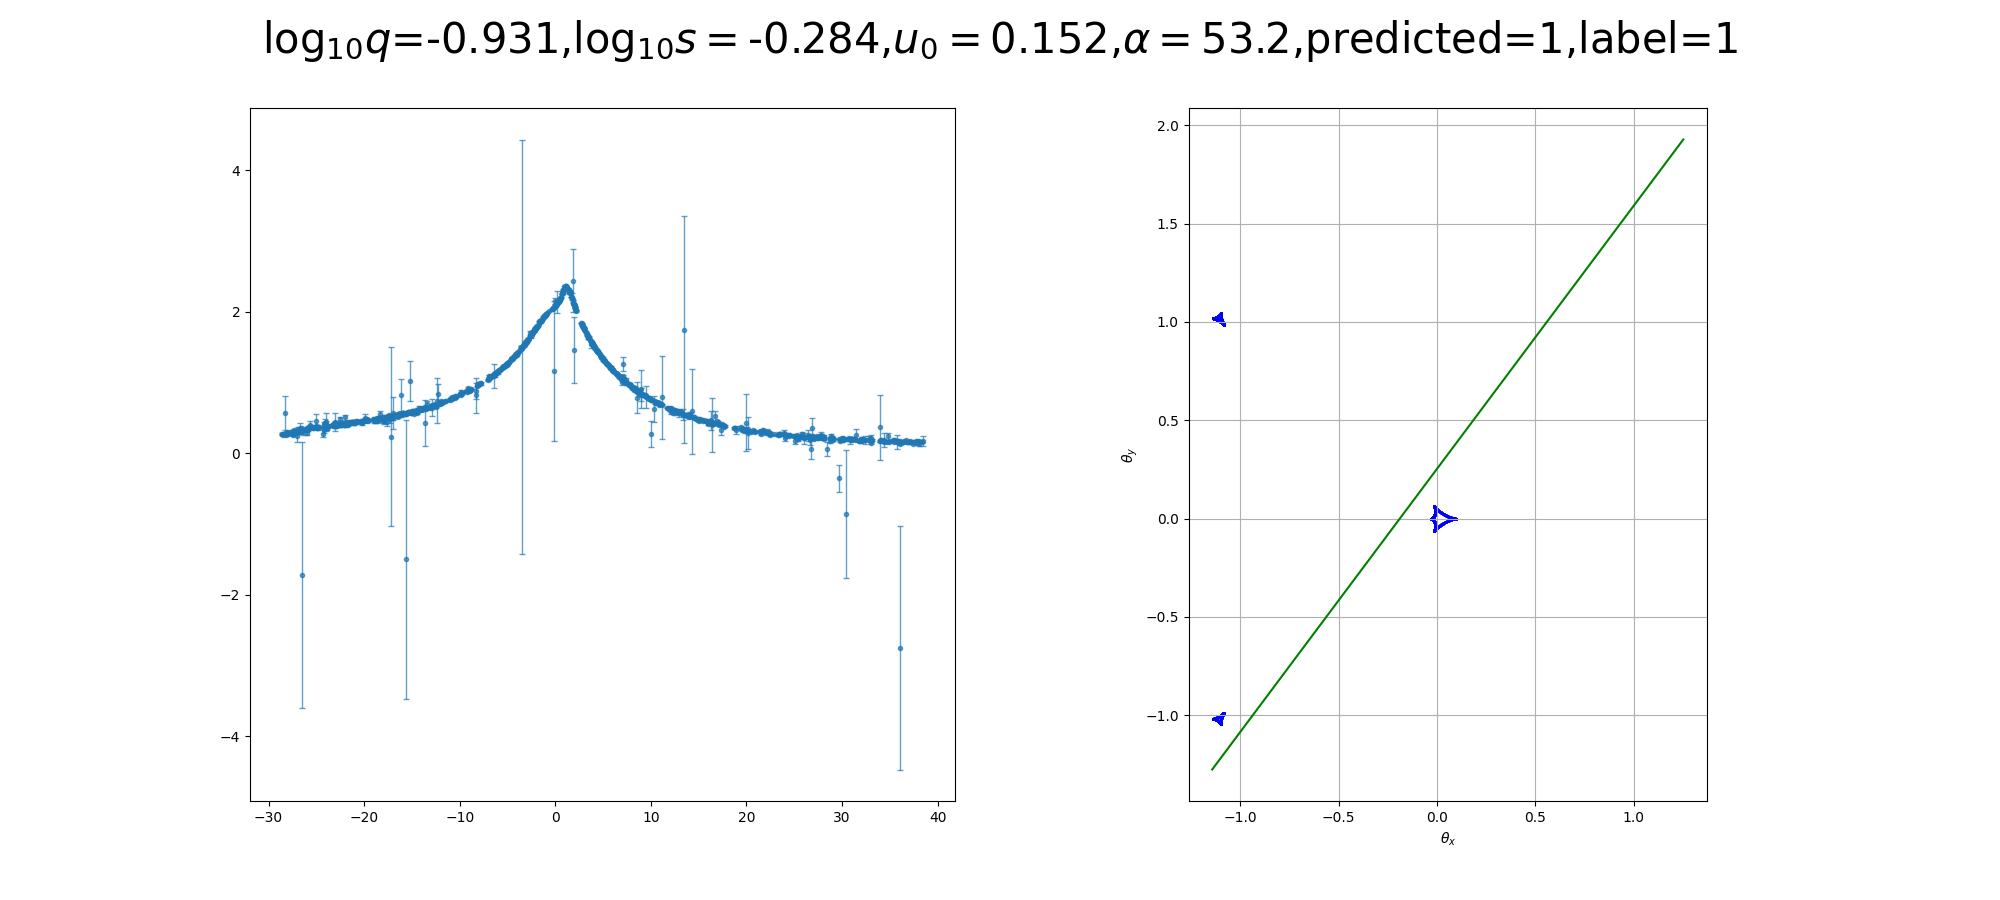 log₁₀q=-0.931,log₁₀s = -0.284,u₀ = 0.152,α = 53.2,predicted=1,label=1
4
2
0
−2
−4
−30 −20 −10 0 10 20 30 40
2.0
1.5
1.0
0.5
0.0
−0.5
−1.0
θy
−1.0 −0.5 0.0 0.5 1.0
θx